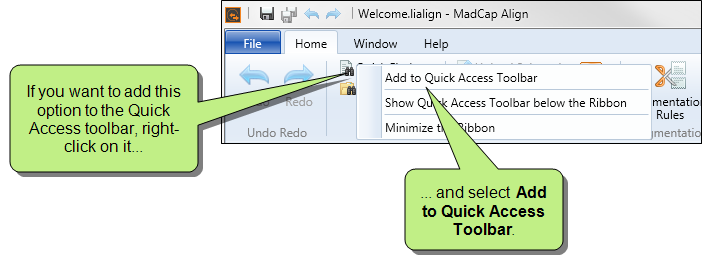 Welcome.lialign - MadCap Align
File Home Window Help
If you want to add this
option to the Quick
Access toolbar, right-
click on it...
Add to Quick Access Toolbar
Show Quick Access Toolbar below the Ribbon
Minimize the Ribbon
Redo
Rules
Undo Redo
... and select Add
to Quick Access
Toolbar.